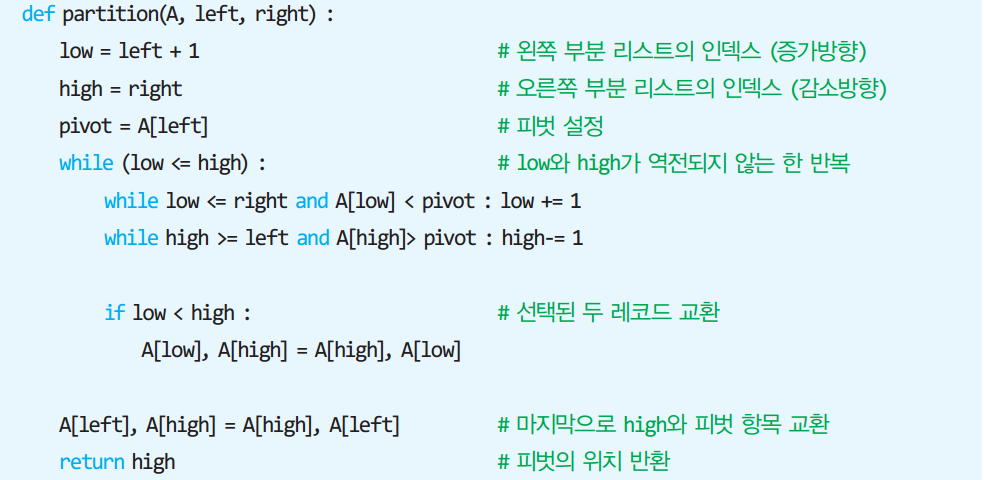 def partition(A, left, right) :
low = left + 1 # 왼쪽 부분 리스트의 인덱스 (증가방향)
high = right # 오른쪽 부분 리스트의 인덱스 (감소방향)
pivot = A[left] # 피벗 설정
while (low <= high) : # low와 high가 역전되지 않는 한 반복
while low <= right and A[low] < pivot : low += 1
while high >= left and A[high]> pivot : high-= 1
if low < high : # 선택된 두 레코드 교환
A[low], A[high] = A[high], A[low]
A[left], A[high] = A[high], A[left] # 마지막으로 high와 피벗 항목 교환
return high # 피벗의 위치 반환